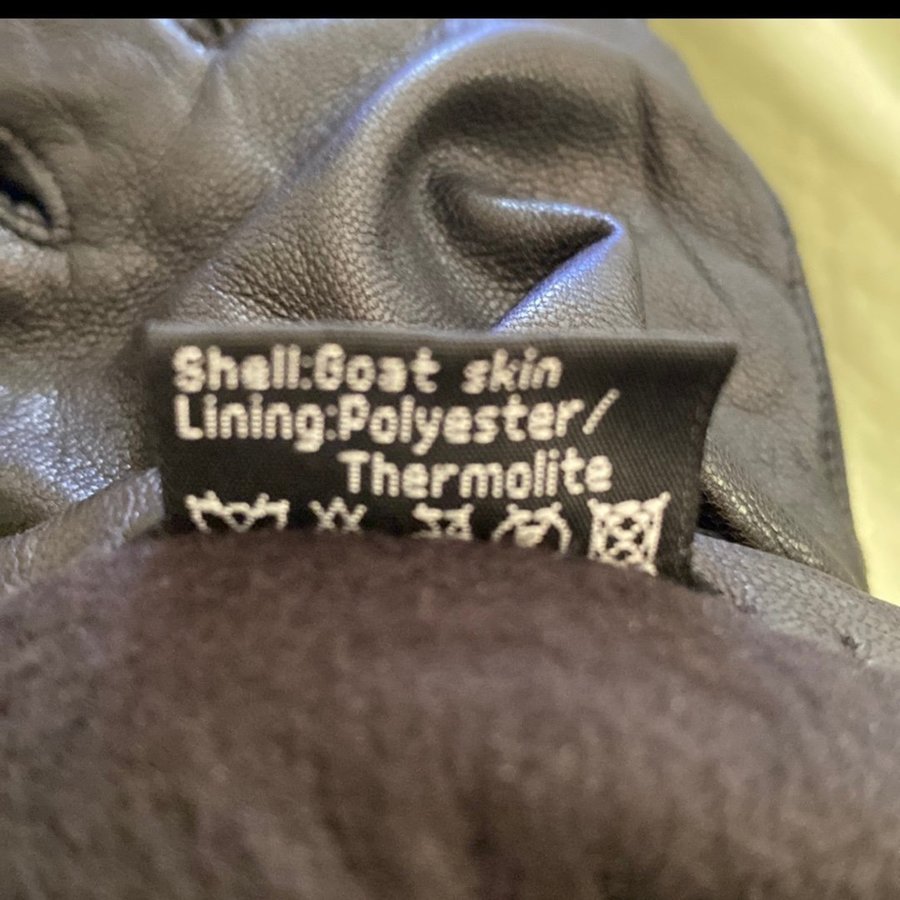 Shell:Goat skin
Lining:Polyester/
Thermolite